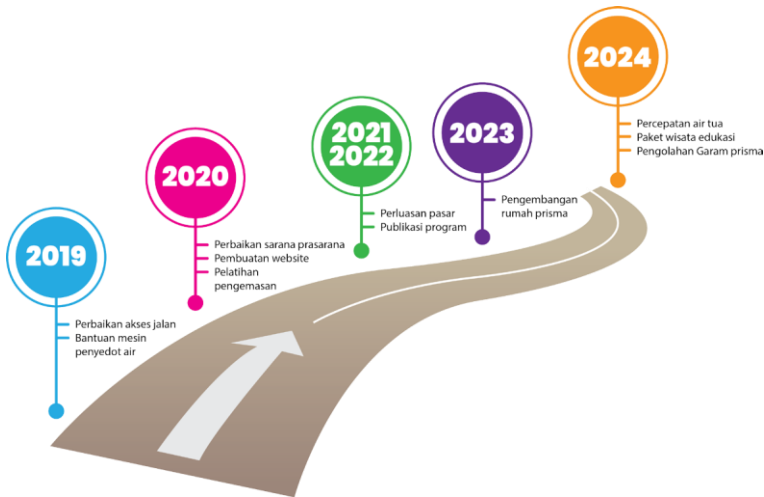 2019
Perbaikan akses jalan
Bantuan mesin
penyedot air
2020
Perbaikan sarana prasarana
Pembuatan website
Pelatihan
pengemasan
2021
2022
Perluasan pasar
Publikasi program
2023
Pengembangan
rumah prisma
2024
Percepatan air tua
Paket wisata edukasi
Pengolahan Garam prisma